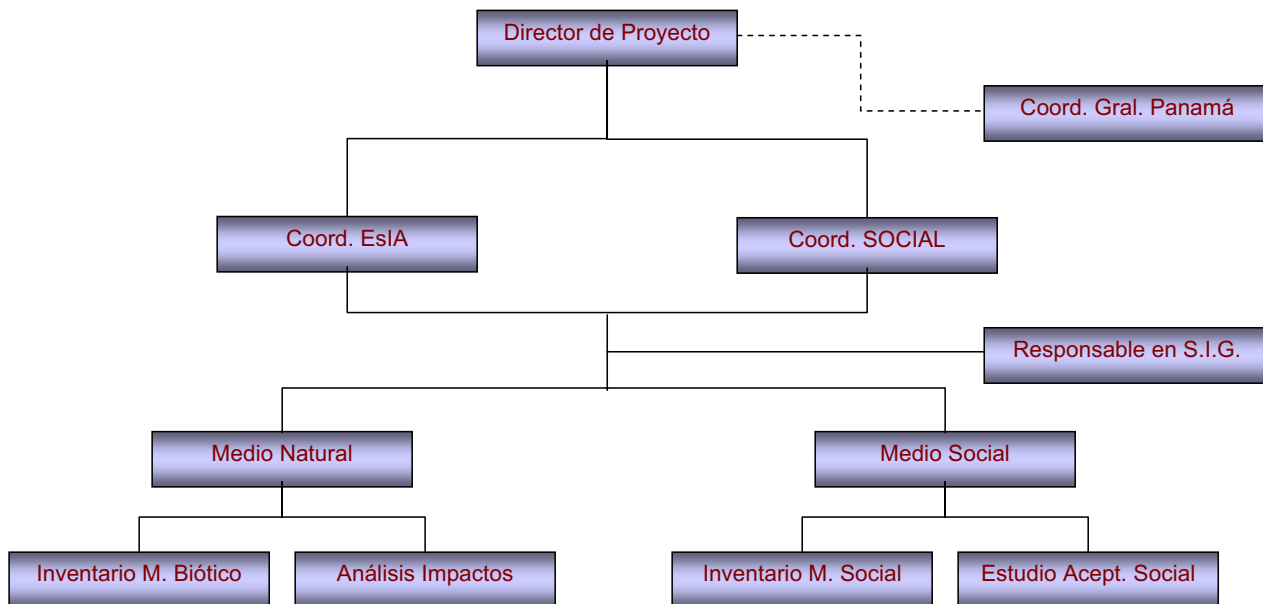 Director de Proyecto
Coord. Gral. Panamá
Coord. EsIA
Coord. SOCIAL
Responsable en S.I.G.
Medio Natural
Medio Social
Inventario M. Biótico
Análisis Impactos
Inventario M. Social
Estudio Acept. Social